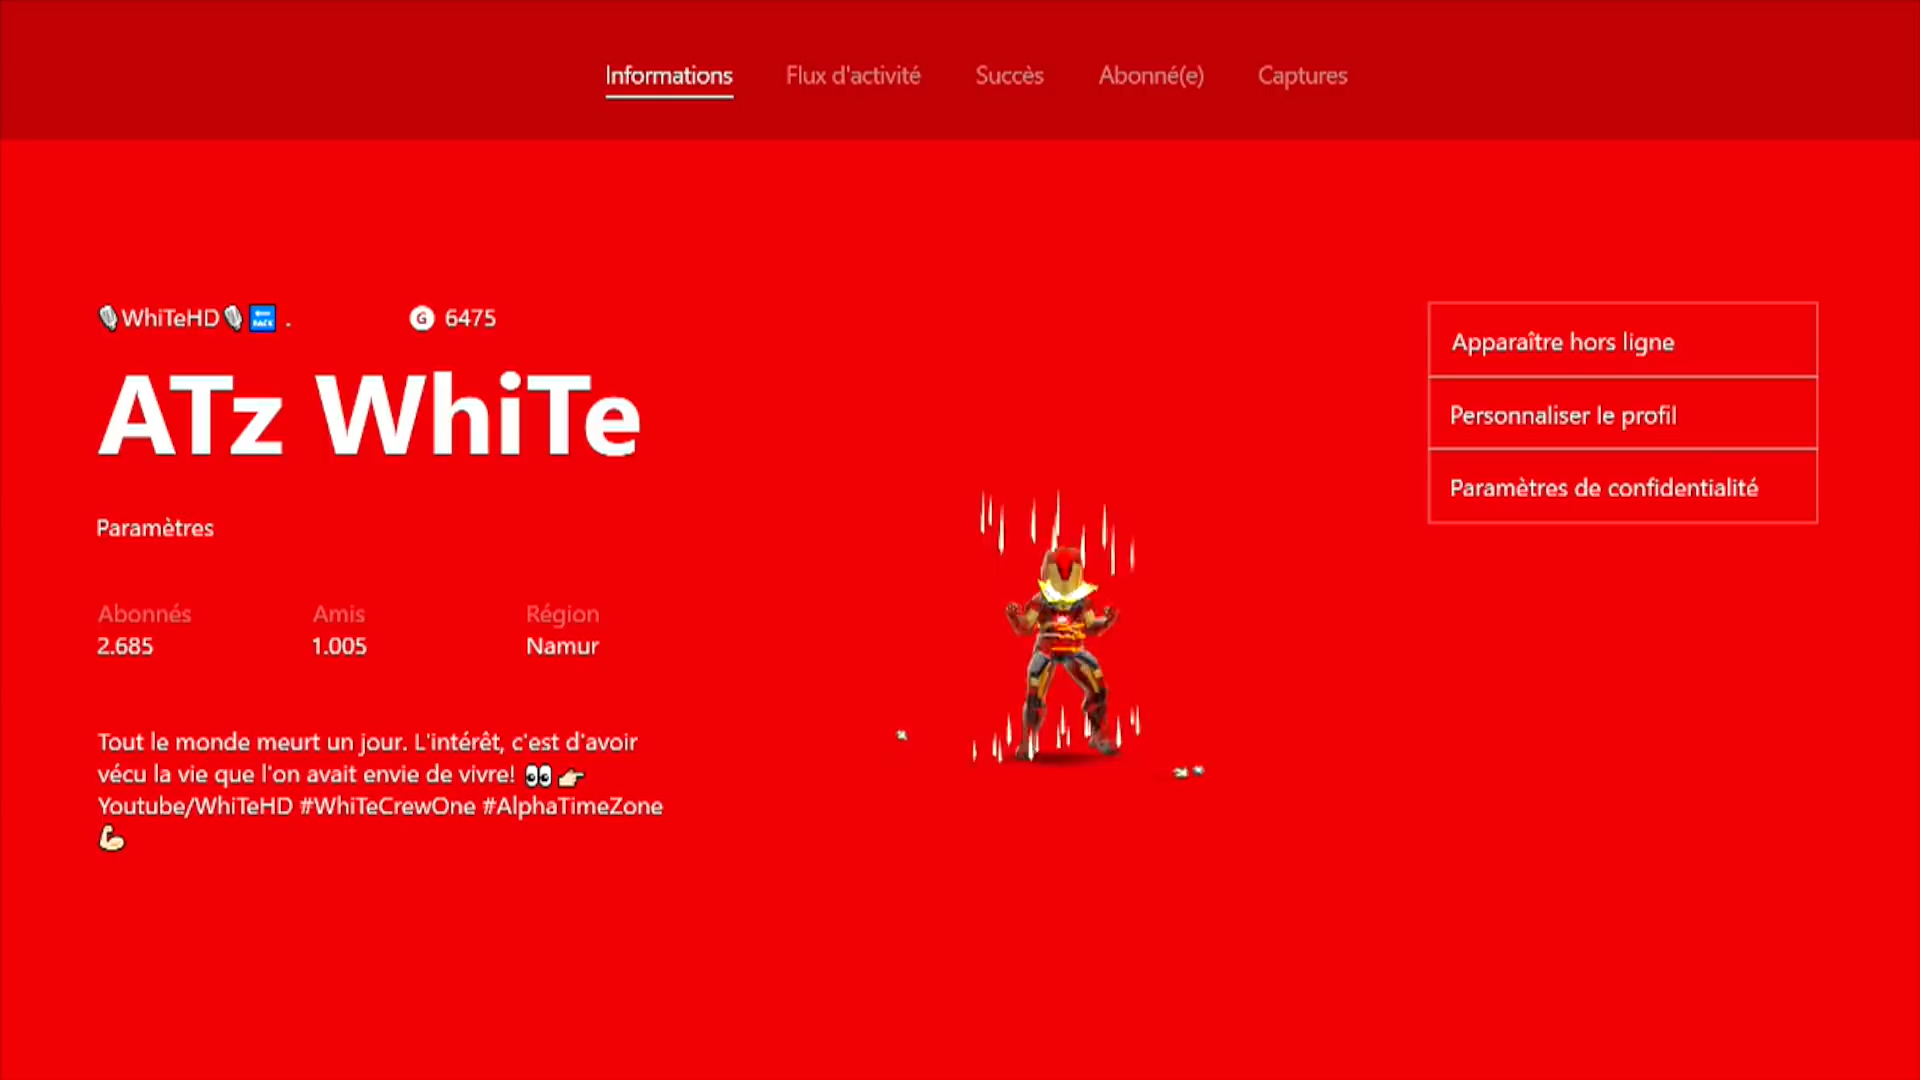 Informations Flux d'activité Succès Abonné(e) Captures
🎙WhiTeHD🎙🔙 . G 6475
ATz WhiTe
Paramètres
Abonnés Amis Région
2.685 1.005 Namur
Tout le monde meurt un jour. L'intérêt, c'est d'avoir
vécu la vie que l'on avait envie de vivre! 👀👉🏻
Youtube/WhiTeHD #WhiTeCrewOne #AlphaTimeZone
💪🏻
Apparaître hors ligne
Personnaliser le profil
Paramètres de confidentialité